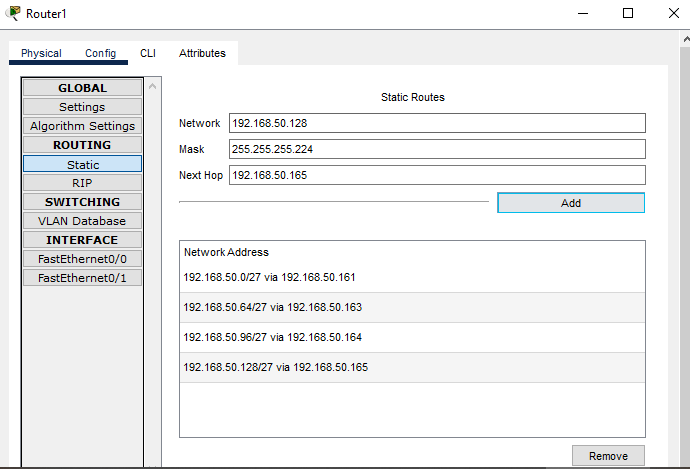 Router1
Physical Config CLI Attributes
GLOBAL
Settings
Algorithm Settings
ROUTING
Static
RIP
SWITCHING
VLAN Database
INTERFACE
FastEthernet0/0
FastEthernet0/1
Static Routes
Network 192.168.50.128
Mask 255.255.255.224
Next Hop 192.168.50.165
Add
Network Address
192.168.50.0/27 via 192.168.50.161
192.168.50.64/27 via 192.168.50.163
192.168.50.96/27 via 192.168.50.164
192.168.50.128/27 via 192.168.50.165
Remove